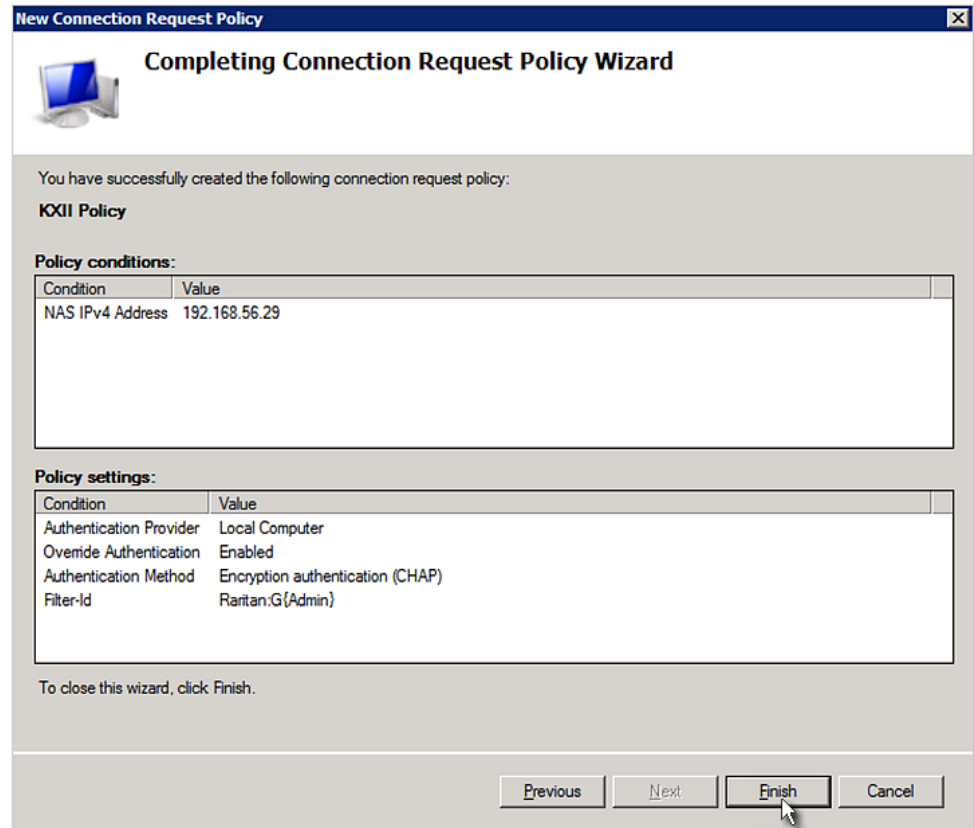 New Connection Request Policy
Completing Connection Request Policy Wizard
You have successfully created the following connection request policy:
KXII Policy
Policy conditions:
Condition Value
NAS IPv4 Address 192.168.56.29
Policy settings:
Condition Value
Authentication Provider Local Computer
Override Authentication Enabled
Authentication Method Encryption authentication (CHAP)
Filter-Id Raritan:G{Admin}
To close this wizard, click Finish.
Previous Next Finish Cancel